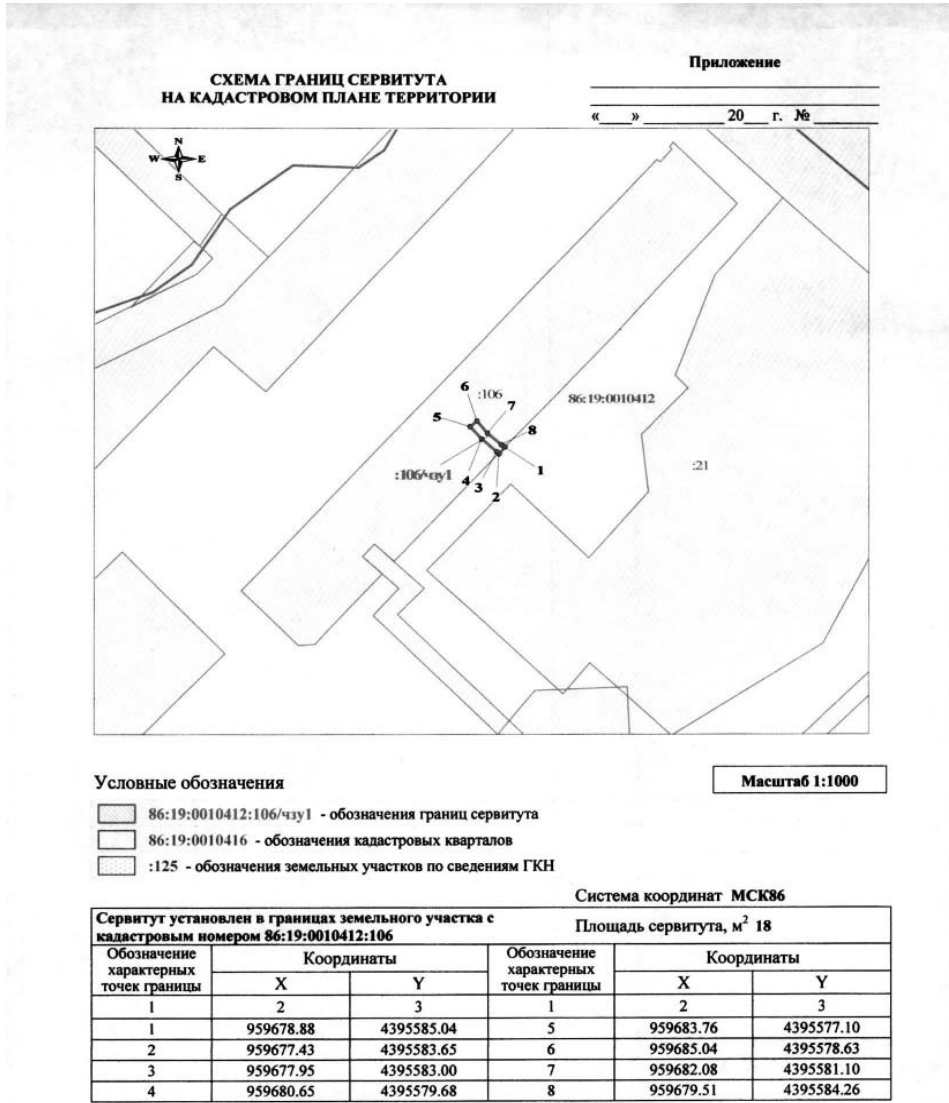 Приложение
СХЕМА ГРАНИЦ СЕРВИТУТА
НА КАДАСТРОВОМ ПЛАНЕ ТЕРРИТОРИИ
«___» _________ 20___ г. № _______
N
W E
S
6
:106
86:19:0010412
5
7
8
:106/чзу1
4
3
2
1
:21
Условные обозначения
Масштаб 1:1000
86:19:0010412:106/чзу1 - обозначения границ сервитута
86:19:0010416 - обозначения кадастровых кварталов
:125 - обозначения земельных участков по сведениям ГКН
Система координат МСК86
Сервитут установлен в границах земельного участка с кадастровым номером 86:19:0010412:106
Площадь сервитута, м² 18
Обозначение характерных точек границы Координаты Обозначение характерных точек границы Координаты
X Y X Y
1 2 3 1 2 3
1 959678.88 4395585.04 5 959683.76 4395577.10
2 959677.43 4395583.65 6 959685.04 4395578.63
3 959677.95 4395583.00 7 959682.08 4395581.10
4 959680.65 4395579.68 8 959679.51 4395584.26